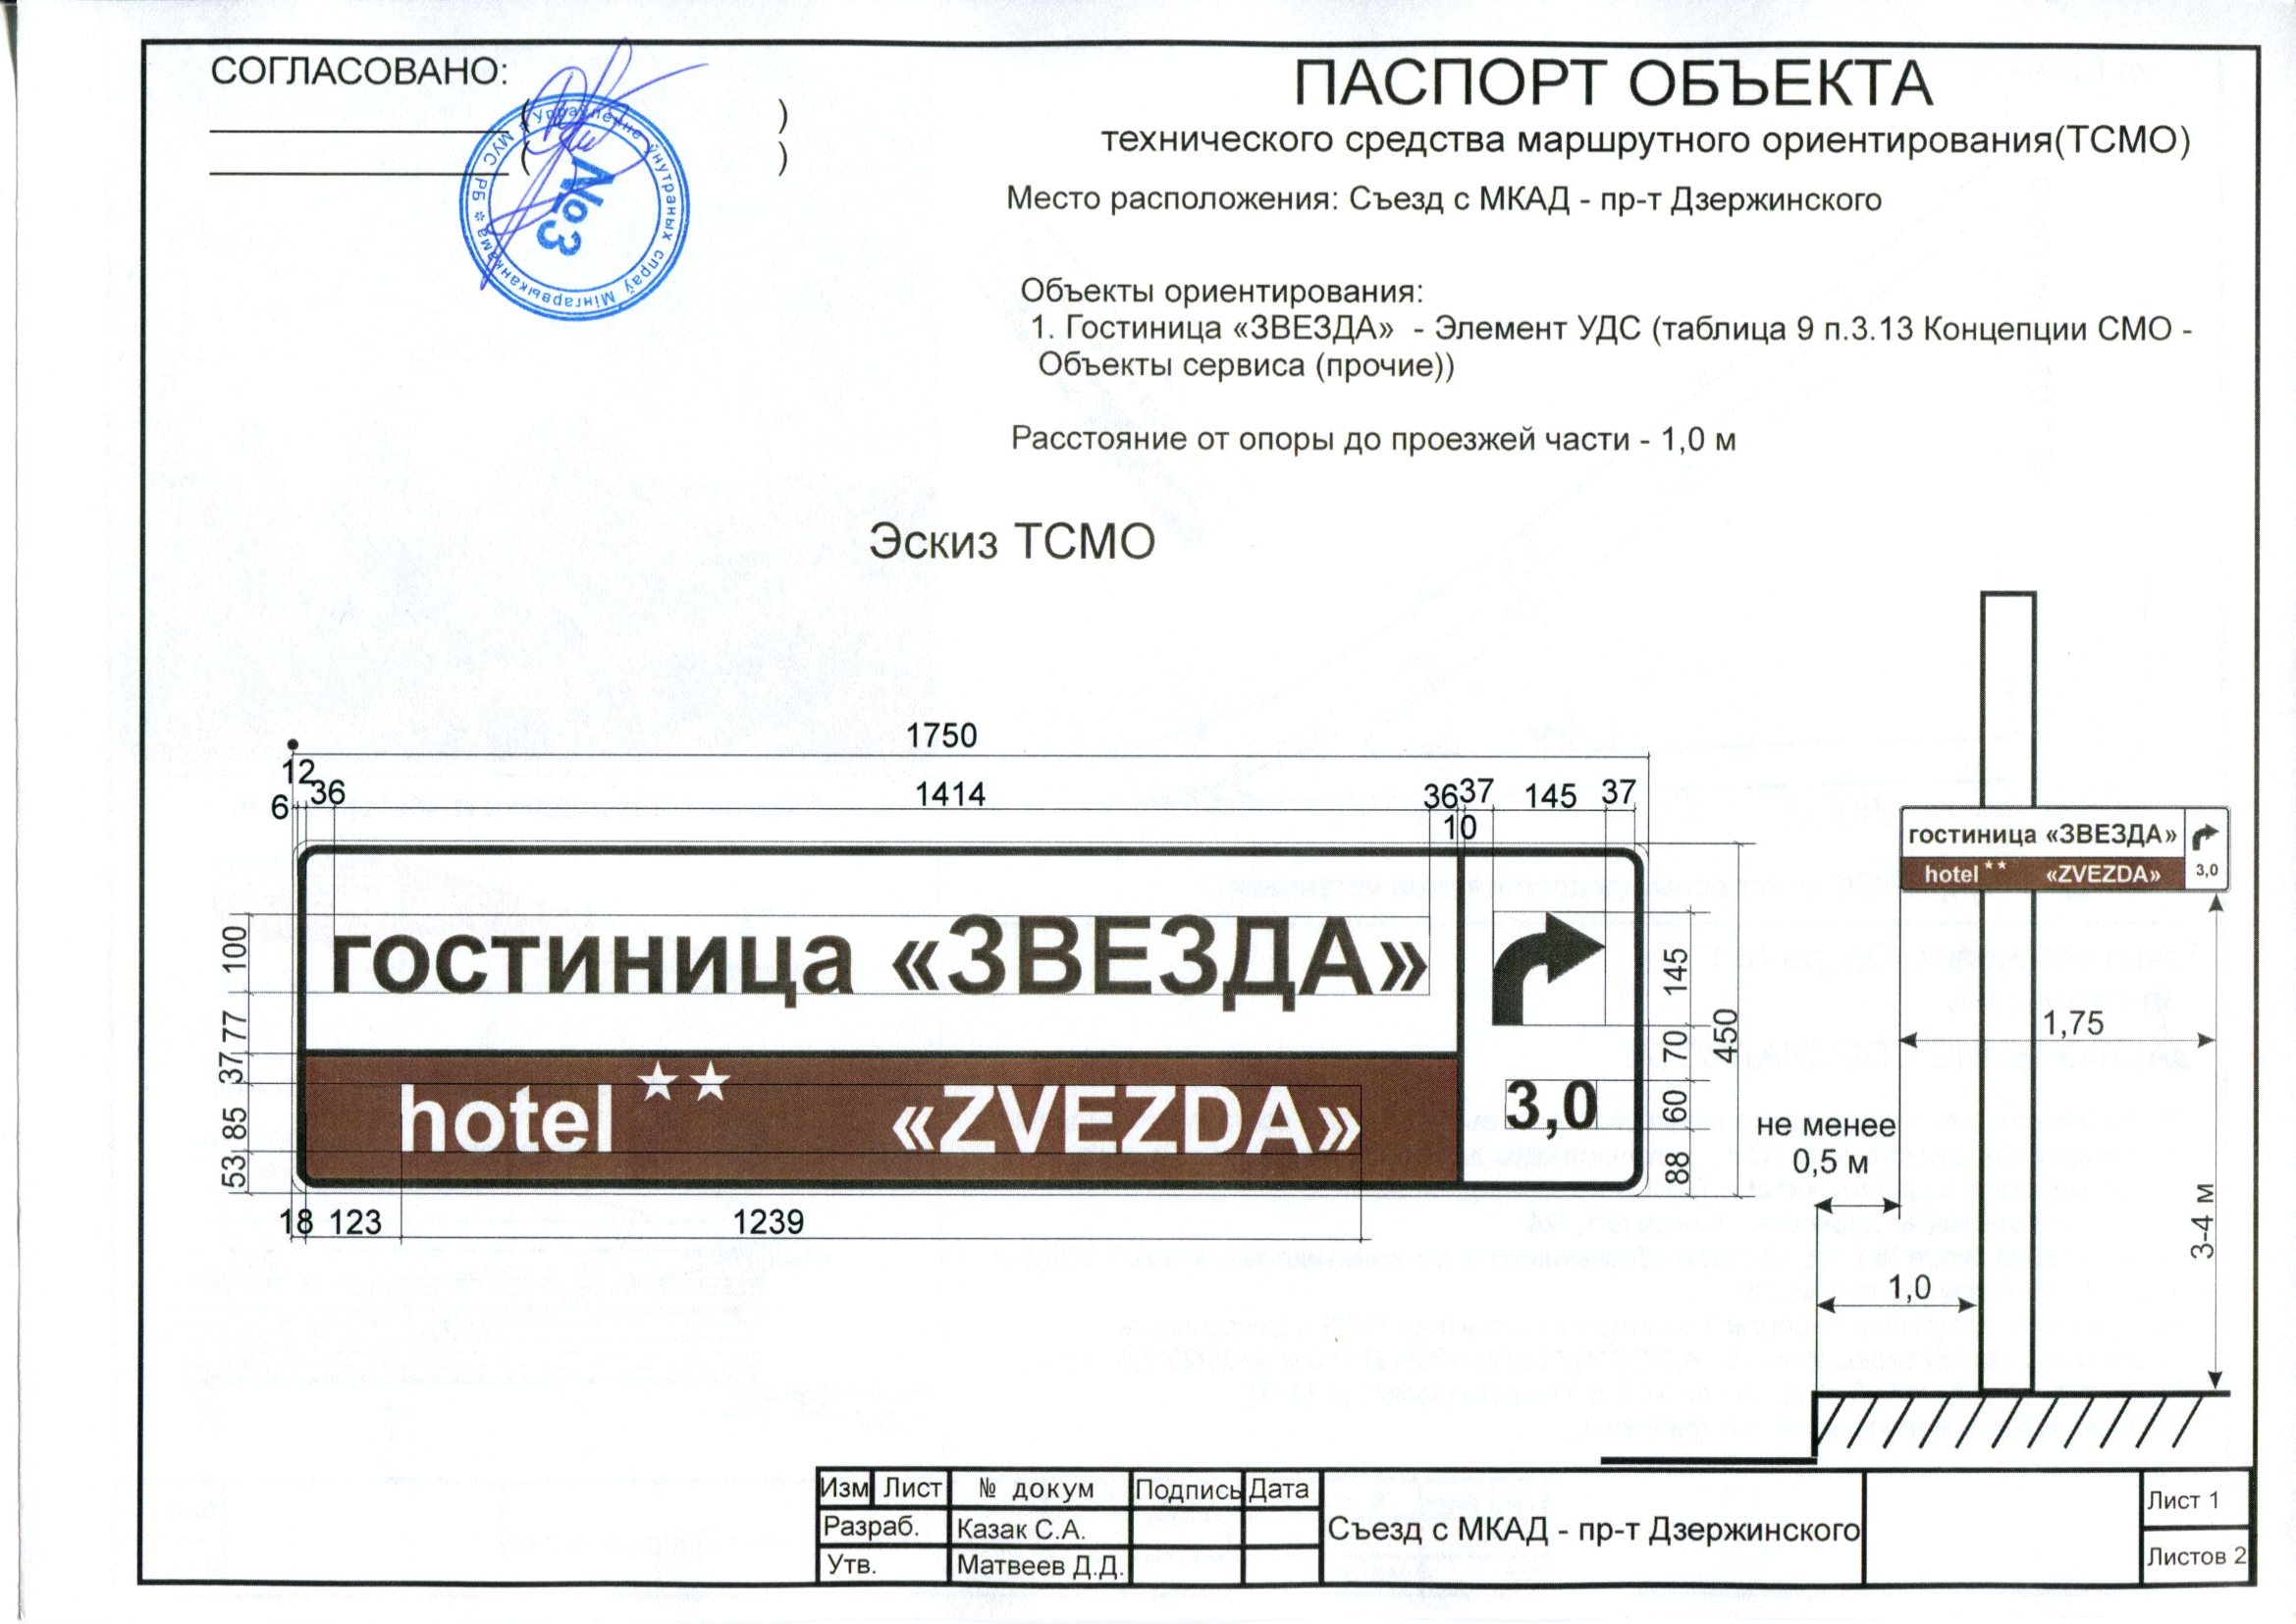 СОГЛАСОВАНО:
( )
( )
Упраўленне ўнутраных спраў Мінгарвыканкама
МУС РБ
№3
ПАСПОРТ ОБЪЕКТА
технического средства маршрутного ориентирования(ТСМО)
Место расположения: Съезд с МКАД - пр-т Дзержинского
Объекты ориентирования:
1. Гостиница «ЗВЕЗДА» - Элемент УДС (таблица 9 п.3.13 Концепции СМО -
Объекты сервиса (прочие))
Расстояние от опоры до проезжей части - 1,0 м
Эскиз ТСМО
1750
12
6 36 1414 36 37 145 37
10
гостиница «ЗВЕЗДА»
hotel ★★ «ZVEZDA»
3,0
100
77
37
85
53
145
70
60
88
450
18 123 1239
гостиница «ЗВЕЗДА»
hotel ★★ «ZVEZDA» 3,0
1,75
не менее
0,5 м
3-4 м
1,0
Изм Лист № докум Подпись Дата
Разраб. Казак С.А.
Утв. Матвеев Д.Д.
Съезд с МКАД - пр-т Дзержинского
Лист 1
Листов 2